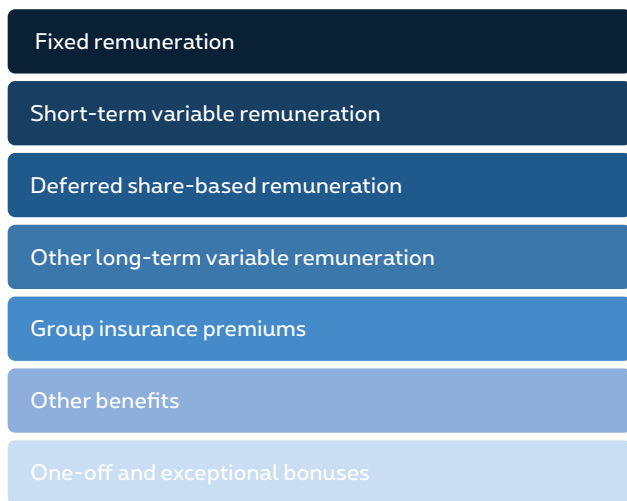 Fixed remuneration
Short-term variable remuneration
Deferred share-based remuneration
Other long-term variable remuneration
Group insurance premiums
Other benefits
One-off and exceptional bonuses